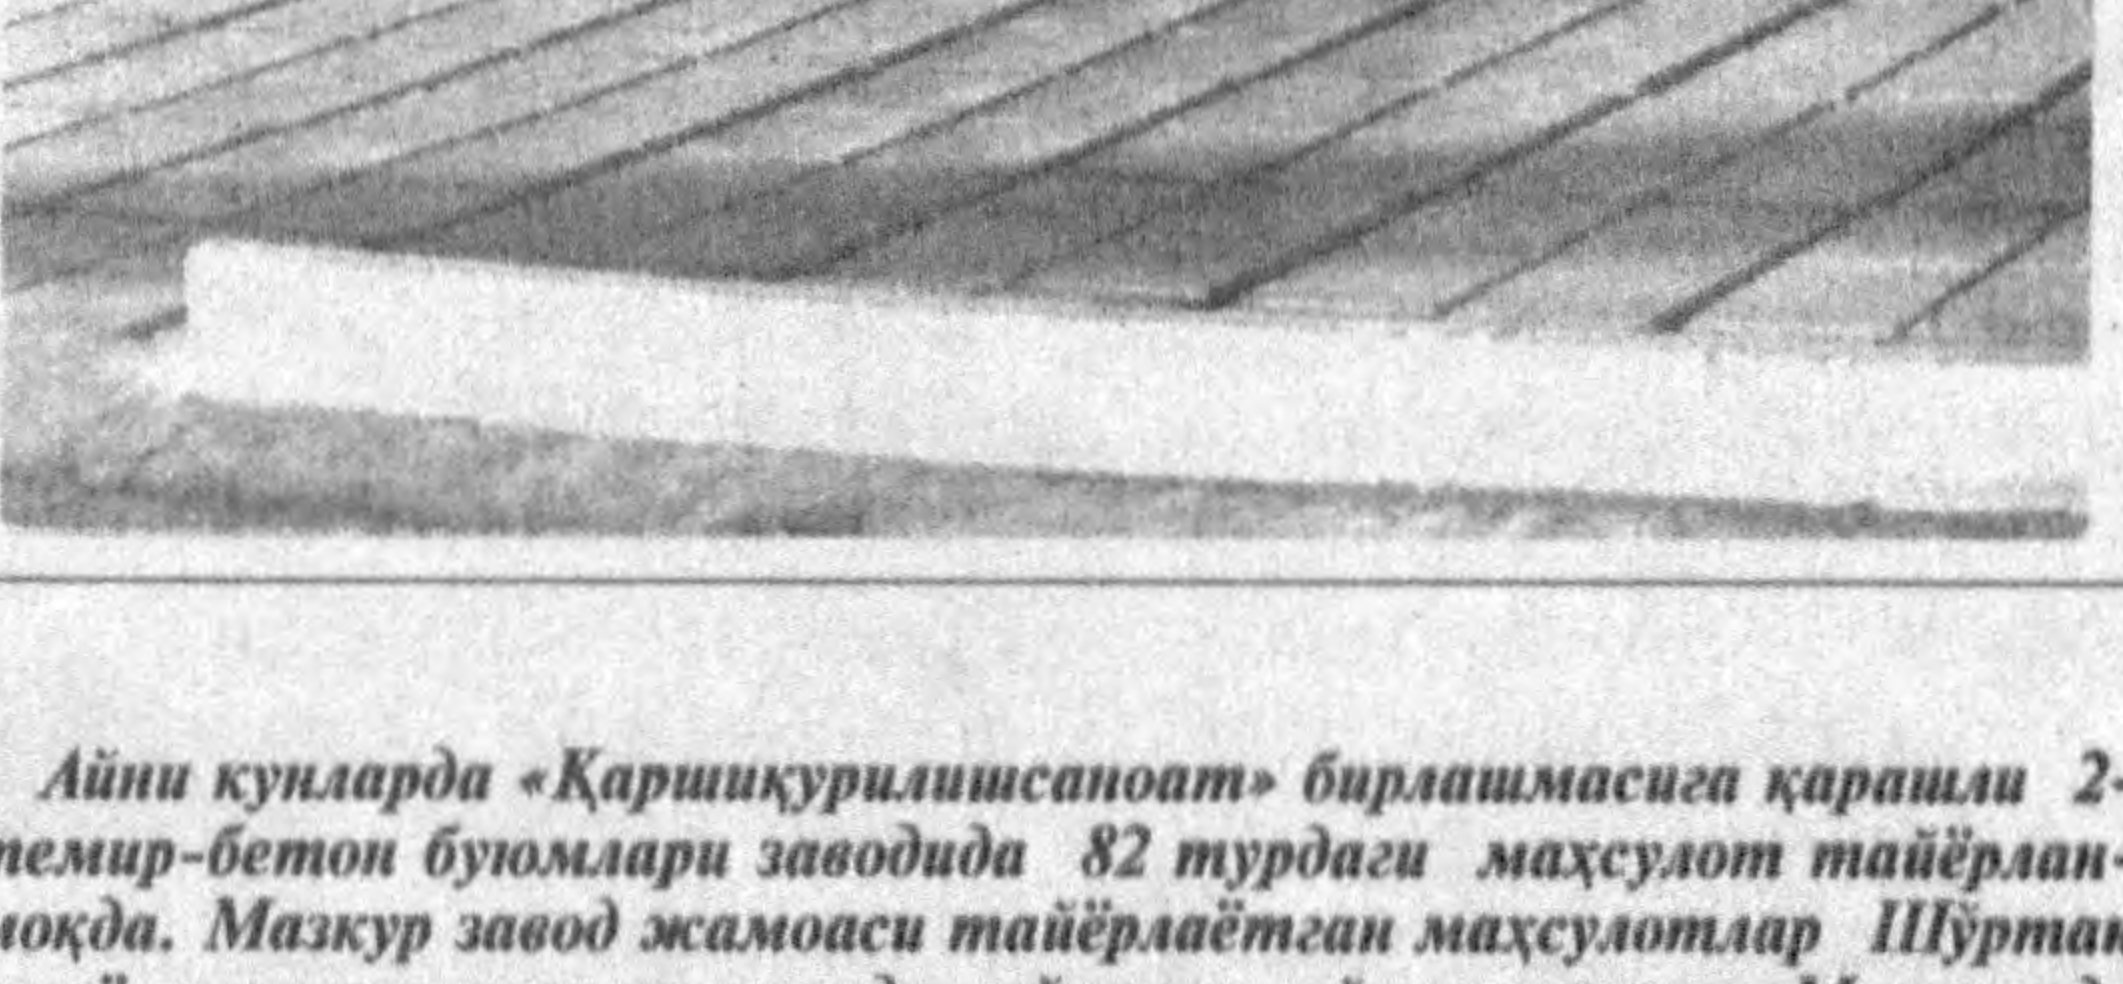 Айни кунларда «Қаршиқурилишсаноат» бирлашмасига қарашли 2-
темир-бетон буюмлари заводида 82 турдаги маҳсулот тайёрлан-
моқда. Мазкур завод жамоаси тайёрлаётган маҳсулотлар Шўртан